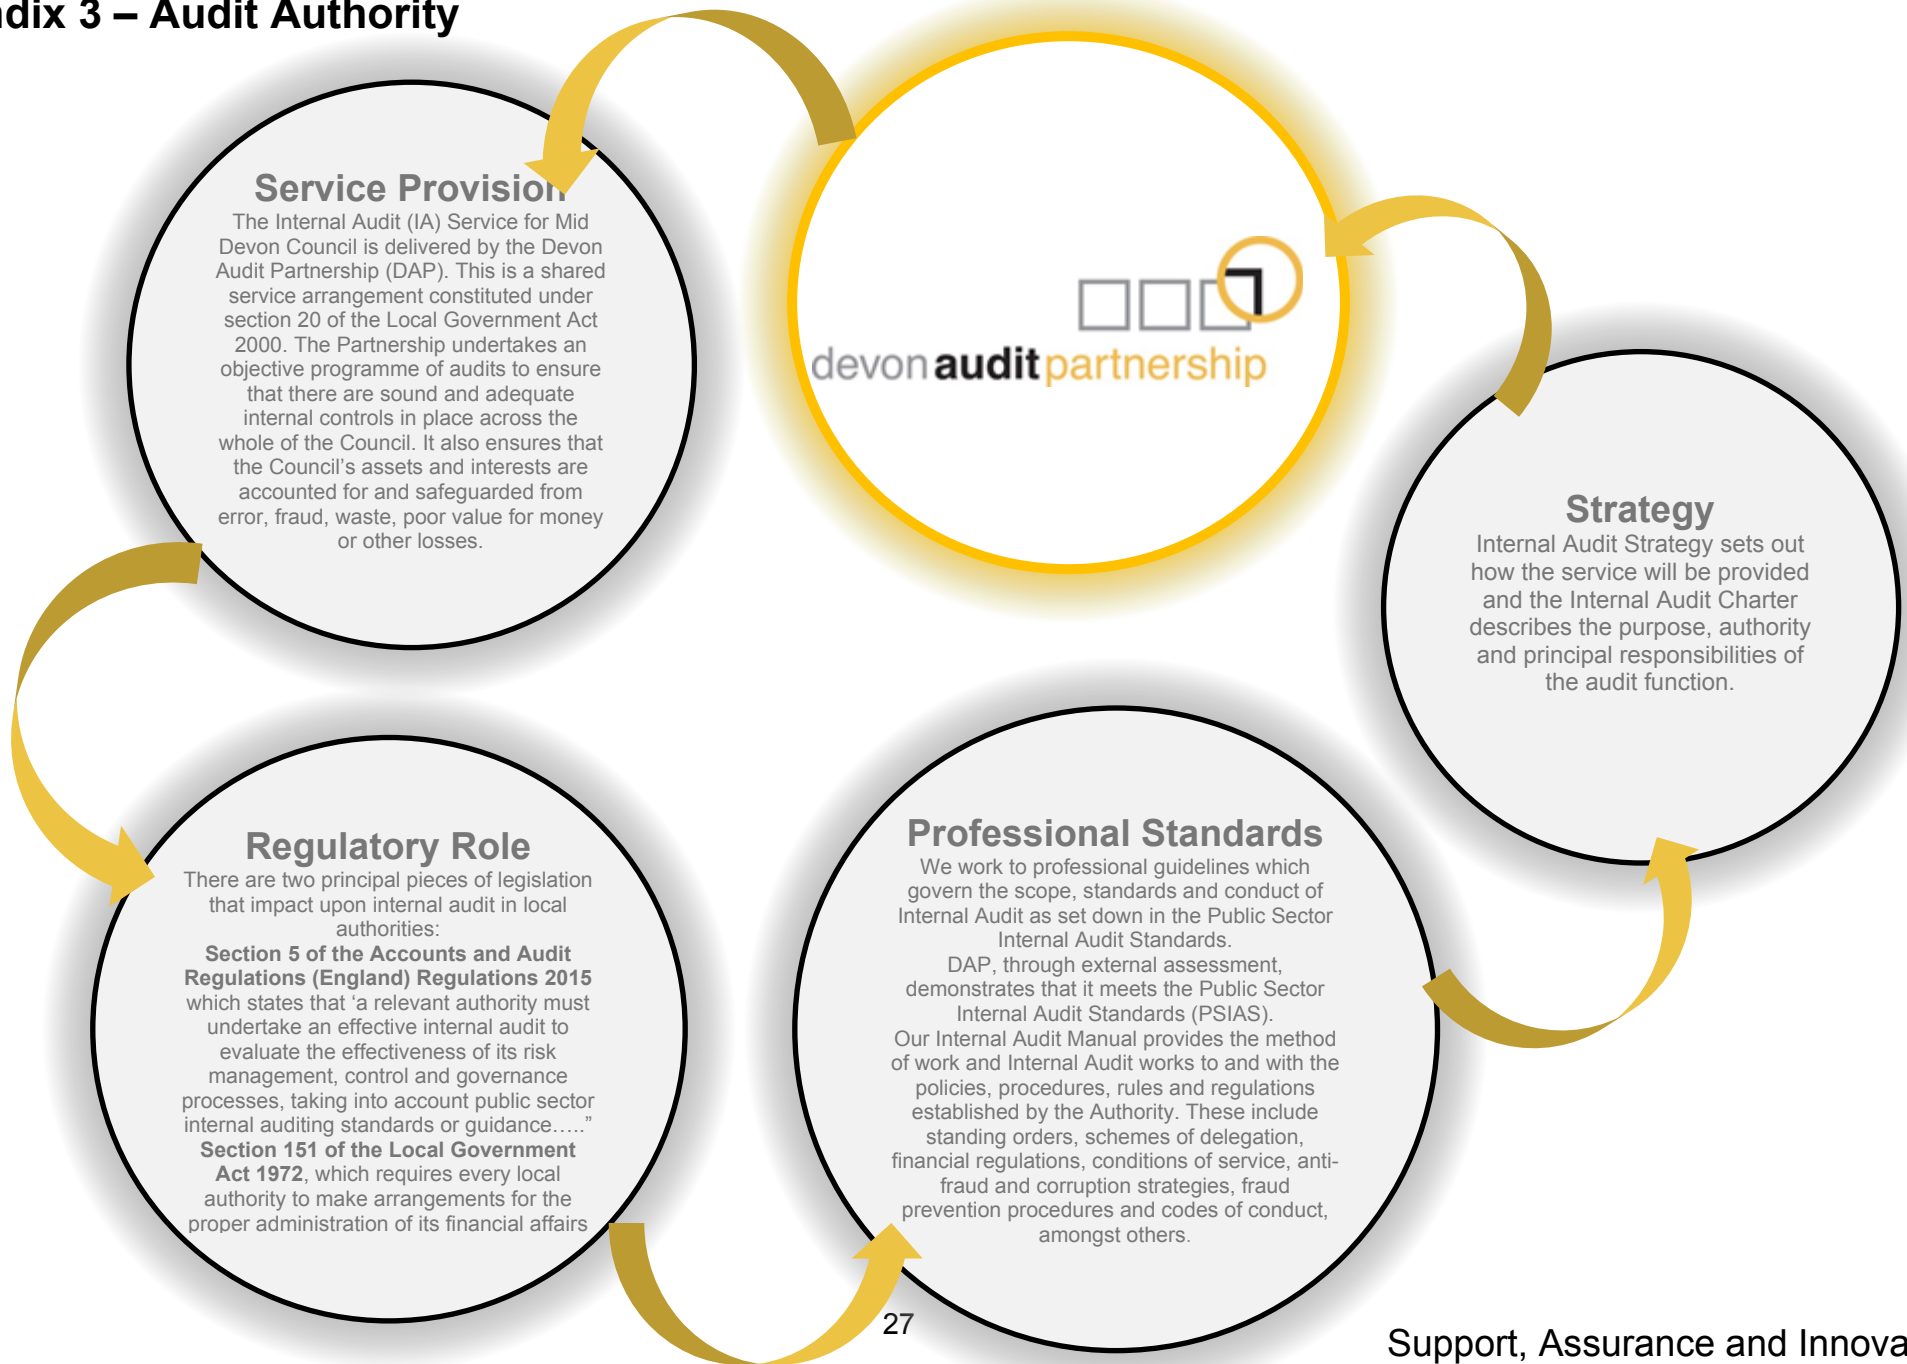 ndix 3 – Audit Authority
Service Provision
The Internal Audit (IA) Service for Mid
Devon Council is delivered by the Devon
Audit Partnership (DAP). This is a shared
service arrangement constituted under
section 20 of the Local Government Act
2000. The Partnership undertakes an
objective programme of audits to ensure
that there are sound and adequate
internal controls in place across the
whole of the Council. It also ensures that
the Council’s assets and interests are
accounted for and safeguarded from
error, fraud, waste, poor value for money
or other losses.
devonauditpartnership
Strategy
Internal Audit Strategy sets out
how the service will be provided
and the Internal Audit Charter
describes the purpose, authority
and principal responsibilities of
the audit function.
Regulatory Role
There are two principal pieces of legislation
that impact upon internal audit in local
authorities:
Section 5 of the Accounts and Audit
Regulations (England) Regulations 2015
which states that ‘a relevant authority must
undertake an effective internal audit to
evaluate the effectiveness of its risk
management, control and governance
processes, taking into account public sector
internal auditing standards or guidance…..”
Section 151 of the Local Government
Act 1972, which requires every local
authority to make arrangements for the
proper administration of its financial affairs
Professional Standards
We work to professional guidelines which
govern the scope, standards and conduct of
Internal Audit as set down in the Public Sector
Internal Audit Standards.
DAP, through external assessment,
demonstrates that it meets the Public Sector
Internal Audit Standards (PSIAS).
Our Internal Audit Manual provides the method
of work and Internal Audit works to and with the
policies, procedures, rules and regulations
established by the Authority. These include
standing orders, schemes of delegation,
financial regulations, conditions of service, anti-
fraud and corruption strategies, fraud
prevention procedures and codes of conduct,
amongst others.
27
Support, Assurance and Innova